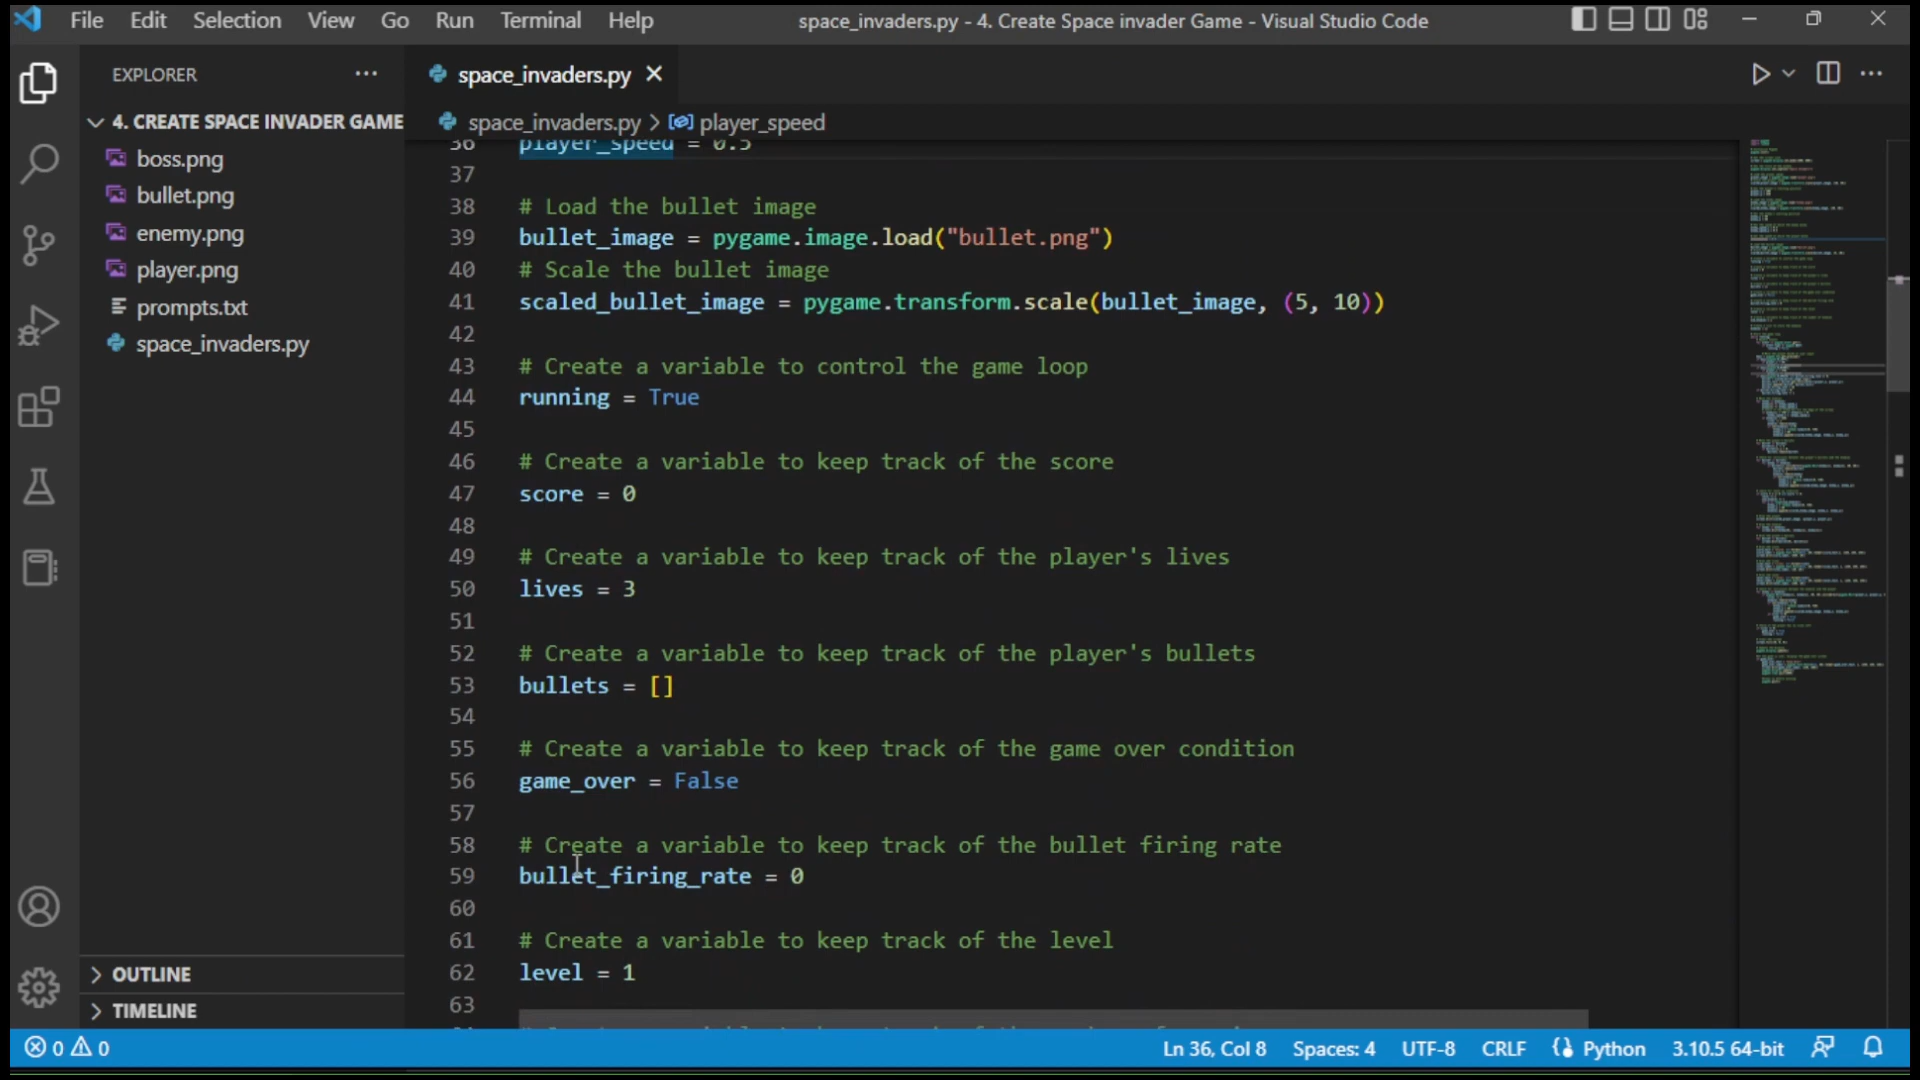 File Edit Selection View Go Run Terminal Help
space_invaders.py - 4. Create Space invader Game - Visual Studio Code
EXPLORER
4. CREATE SPACE INVADER GAME
boss.png
bullet.png
enemy.png
player.png
prompts.txt
space_invaders.py
OUTLINE
TIMELINE
space_invaders.py
space_invaders.py > player_speed
36 player_speed = 0.5
37
38 # Load the bullet image
39 bullet_image = pygame.image.load("bullet.png")
40 # Scale the bullet image
41 scaled_bullet_image = pygame.transform.scale(bullet_image, (5, 10))
42
43 # Create a variable to control the game loop
44 running = True
45
46 # Create a variable to keep track of the score
47 score = 0
48
49 # Create a variable to keep track of the player's lives
50 lives = 3
51
52 # Create a variable to keep track of the player's bullets
53 bullets = []
54
55 # Create a variable to keep track of the game over condition
56 game_over = False
57
58 # Create a variable to keep track of the bullet firing rate
59 bullet_firing_rate = 0
60
61 # Create a variable to keep track of the level
62 level = 1
63
0 0 Ln 36, Col 8 Spaces: 4 UTF-8 CRLF Python 3.10.5 64-bit